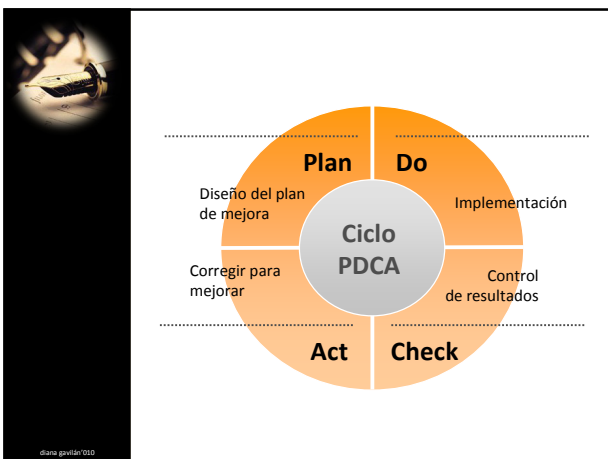 Plan
Do
Diseño del plan
de mejora
Implementación
Ciclo
PDCA
Corregir para
mejorar
Control
de resultados
Act
Check
diana gavilán'010